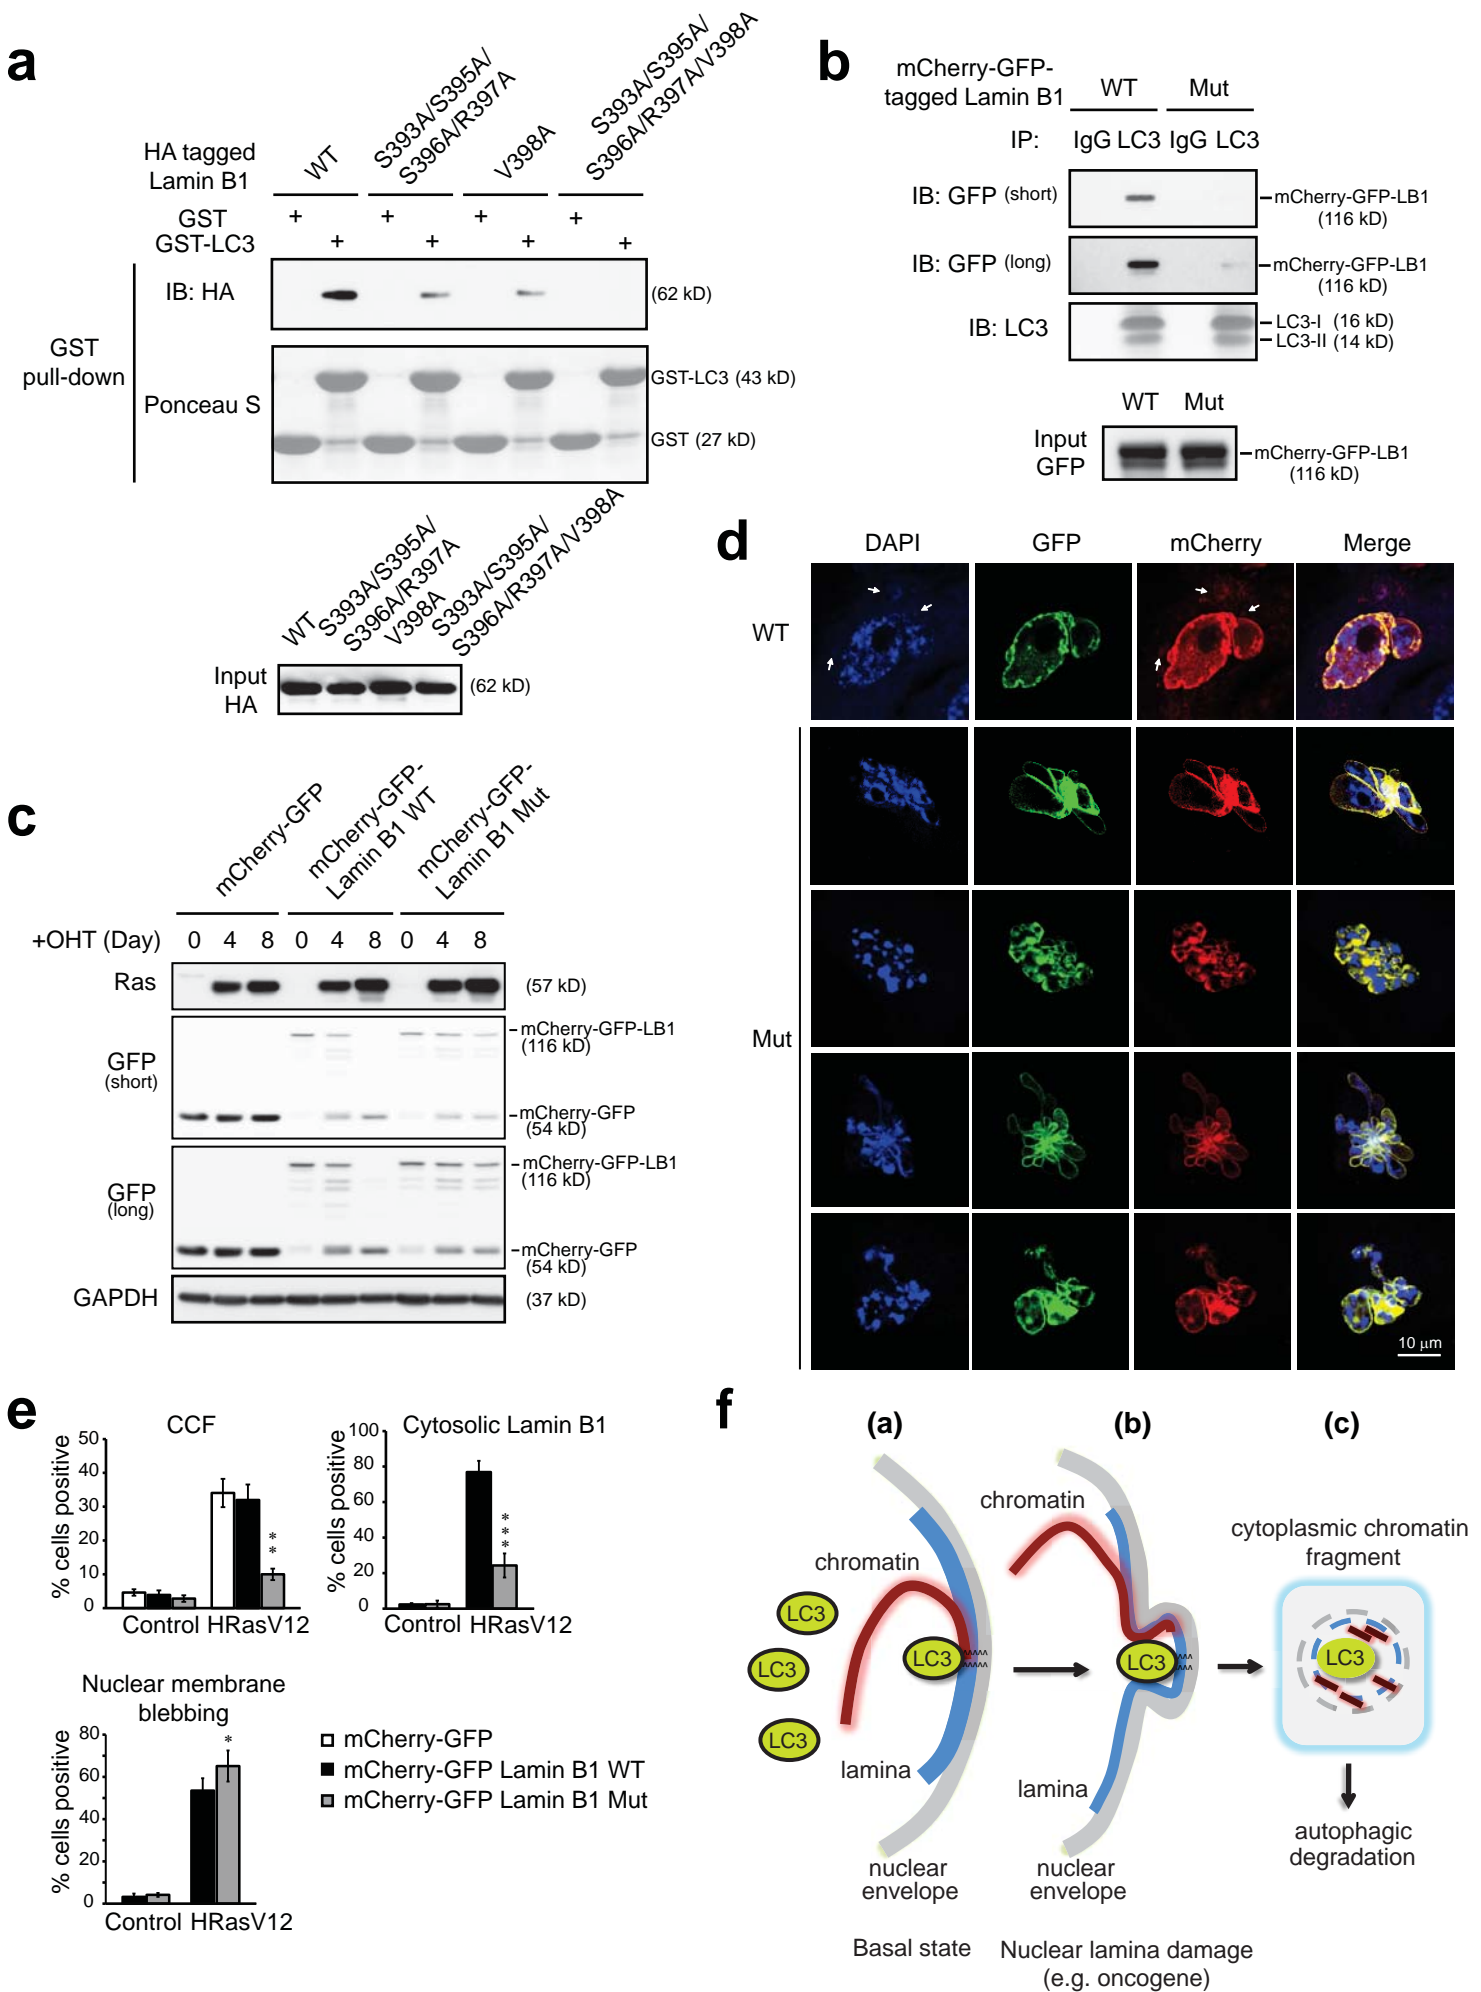 a
HA tagged
Lamin B1
WT
S393A/S395A/
S396A/R397A
V398A
S393A/S395A/
S396A/R397A/V398A
GST + + + +
GST-LC3 + + + +
GST
pull-down
IB: HA
(62 kD)
Ponceau S
GST-LC3 (43 kD)
GST (27 kD)
WT
S393A/S395A/
S396A/R397A
V398A
S393A/S395A/
S396A/R397A/V398A
Input
HA
(62 kD)
b
mCherry-GFP-
tagged Lamin B1
WT Mut
IP: IgG LC3 IgG LC3
IB: GFP (short)
mCherry-GFP-LB1
(116 kD)
IB: GFP (long)
mCherry-GFP-LB1
(116 kD)
IB: LC3
LC3-I (16 kD)
LC3-II (14 kD)
WT Mut
Input
GFP
mCherry-GFP-LB1
(116 kD)
c
mCherry-GFP
mCherry-GFP-
Lamin B1 WT
mCherry-GFP-
Lamin B1 Mut
+OHT (Day) 0 4 8 0 4 8 0 4 8
Ras
(57 kD)
GFP
(short)
mCherry-GFP-LB1
(116 kD)
mCherry-GFP
(54 kD)
GFP
(long)
mCherry-GFP-LB1
(116 kD)
mCherry-GFP
(54 kD)
GAPDH
(37 kD)
d
DAPI GFP mCherry Merge
WT
Mut
10 μm
e
CCF
% cells positive
50
40
30
20
10
0
**
Control HRasV12
Cytosolic Lamin B1
% cells positive
100
80
60
40
20
0
***
Control HRasV12
Nuclear membrane
blebbing
% cells positive
80
60
40
20
0
*
Control HRasV12
mCherry-GFP
mCherry-GFP Lamin B1 WT
mCherry-GFP Lamin B1 Mut
f
(a) (b) (c)
chromatin
LC3
LC3
LC3
LC3
lamina
nuclear
envelope
Basal state
chromatin
LC3
lamina
nuclear
envelope
Nuclear lamina damage
(e.g. oncogene)
cytoplasmic chromatin
fragment
LC3
autophagic
degradation